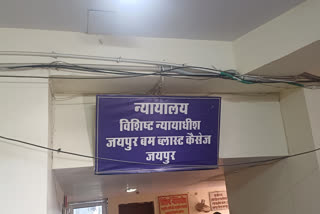 न्यायालय
विशिष्ट न्यायाधीश
जयपुर बम ब्लास्ट केसेज
जयपुर